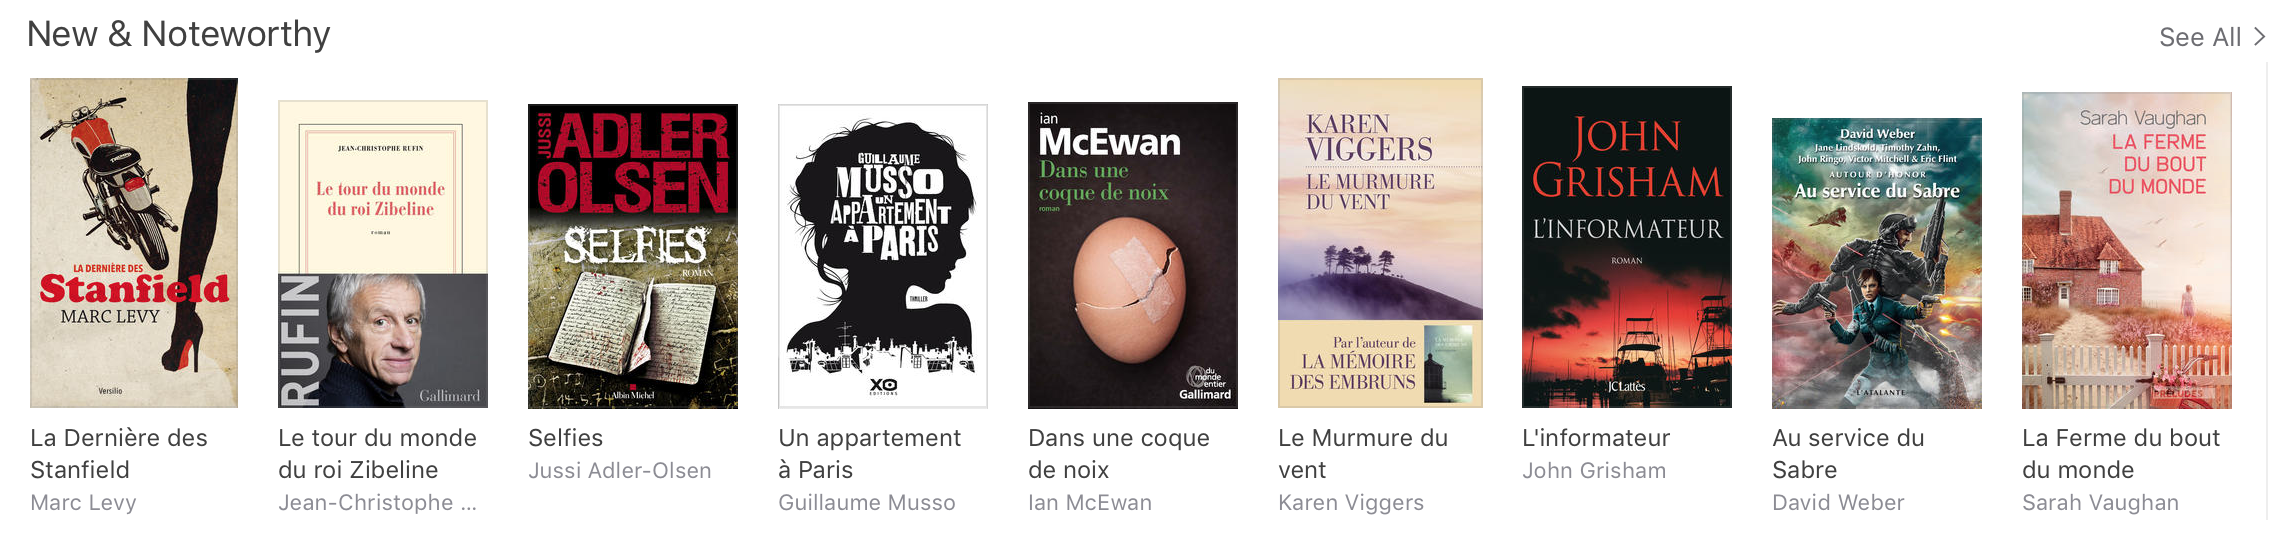 New & Noteworthy
See All
TRIUMPH
LA DERNIÈRE DES
Stanfield
MARC LEVY
Versilio
JEAN-CHRISTOPHE RUFIN
Le tour du monde
du roi Zibeline
roman
RUFIN
Gallimard
JUSSI
ADLER
OLSEN
SELFIES
ROMAN
Albin Michel
GUILLAUME
MUSSO
UN
APPARTEMENT
À PARIS
THRILLER
XO
EDITIONS
ian
McEwan
Dans une
coque de noix
roman
du
monde
entier
Gallimard
KAREN
VIGGERS
LE MURMURE
DU VENT
Par l'auteur de
LA MÉMOIRE
DES EMBRUNS
JOHN
GRISHAM
L'INFORMATEUR
ROMAN
JCLattès
David Weber
Jane Lindskold, Timothy Zahn,
John Ringo, Victor Mitchell & Eric Flint
AUTOUR D'HONOR
Au service du Sabre
L'ATALANTE
Sarah Vaughan
LA FERME
DU BOUT
DU MONDE
PRÉLUDES
La Dernière des
Stanfield
Marc Levy
Le tour du monde
du roi Zibeline
Jean-Christophe ...
Selfies
Jussi Adler-Olsen
Un appartement
à Paris
Guillaume Musso
Dans une coque
de noix
Ian McEwan
Le Murmure du
vent
Karen Viggers
L'informateur
John Grisham
Au service du
Sabre
David Weber
La Ferme du bout
du monde
Sarah Vaughan